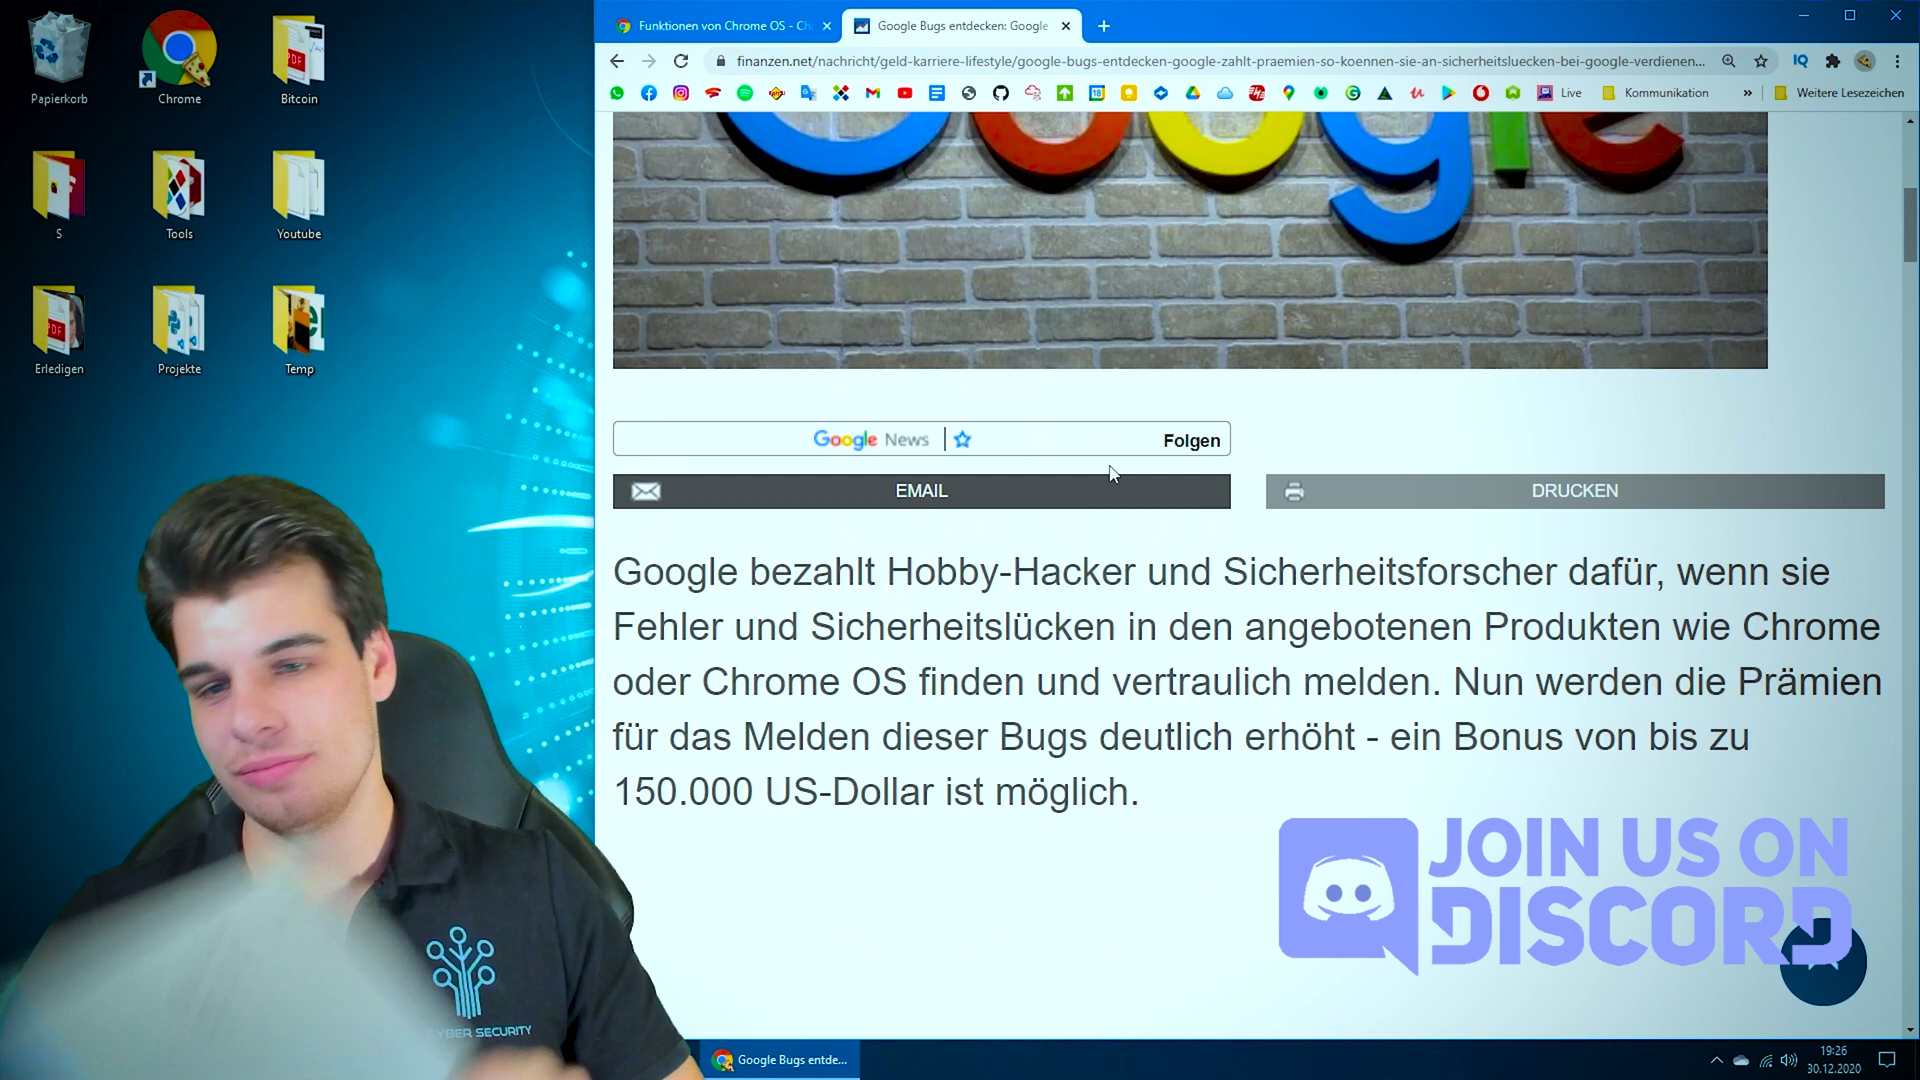 Papierkorb
Chrome
Bitcoin
S
Tools
Youtube
Erledigen
Projekte
Temp
Funktionen von Chrome OS - Ch
Google Bugs entdecken: Google
finanzen.net/nachricht/geld-karriere-lifestyle/google-bugs-entdecken-google-zahlt-praemien-so-koennen-sie-an-sicherheitsluecken-bei-google-verdienen...
IQ
Live
Kommunikation
»
Weitere Lesezeichen
Google
Google News
Folgen
EMAIL
DRUCKEN
Google bezahlt Hobby-Hacker und Sicherheitsforscher dafür, wenn sie
Fehler und Sicherheitslücken in den angebotenen Produkten wie Chrome
oder Chrome OS finden und vertraulich melden. Nun werden die Prämien
für das Melden dieser Bugs deutlich erhöht - ein Bonus von bis zu
150.000 US-Dollar ist möglich.
JOIN US ON
DISCORD
CYBER SECURITY
Google Bugs entde...
19:26
30.12.2020